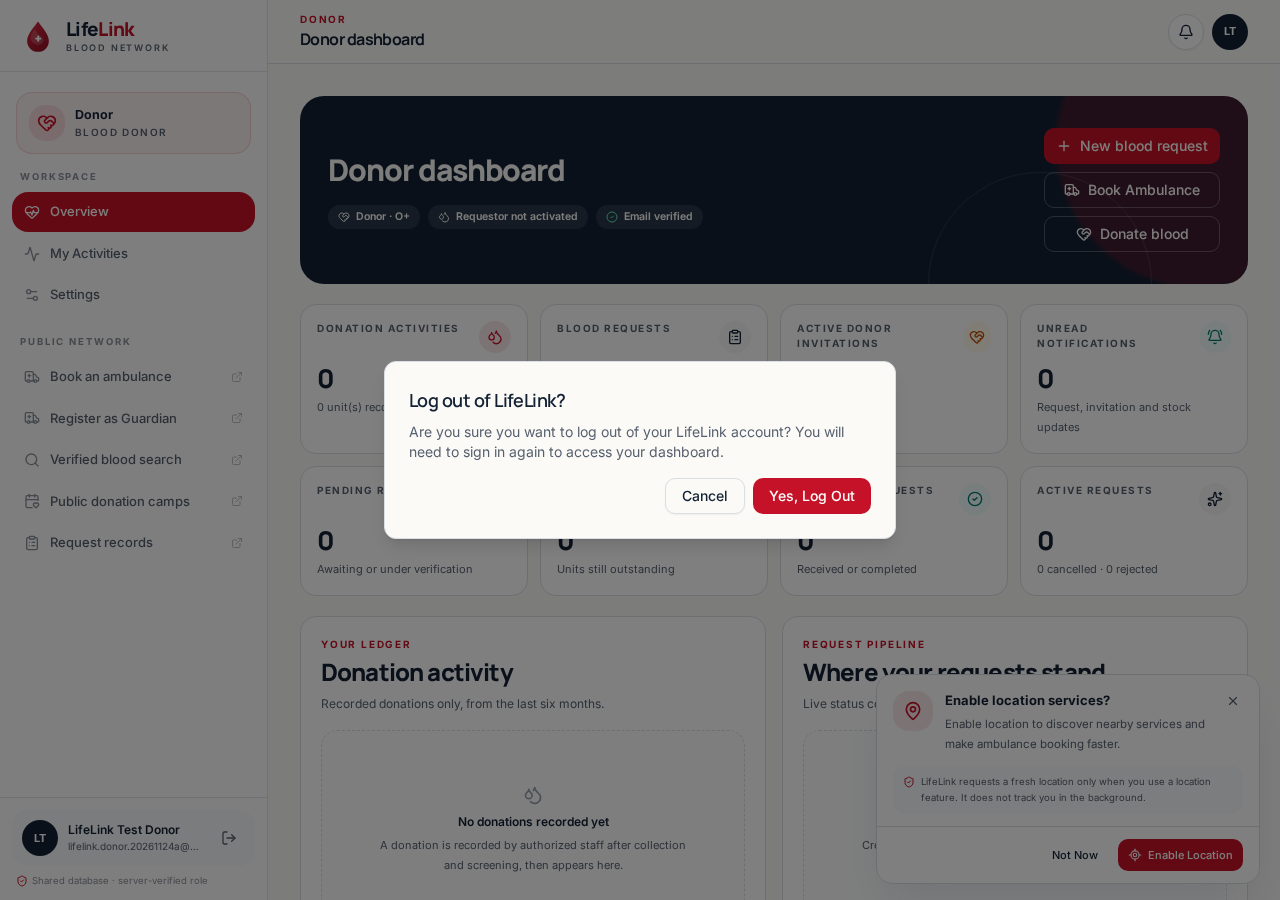 LifeLink
BLOOD NETWORK
Donor
BLOOD DONOR
WORKSPACE
Overview
My Activities
Settings
PUBLIC NETWORK
Book an ambulance
Register as Guardian
Verified blood search
Public donation camps
Request records
LT
LifeLink Test Donor
lifelink.donor.20261124a@...
Shared database · server-verified role
DONOR
Donor dashboard
LT
Donor dashboard
Donor · O+
Requestor not activated
Email verified
New blood request
Book Ambulance
Donate blood
DONATION ACTIVITIES
0
0 unit(s)
BLOOD REQUESTS
ACTIVE DONOR
INVITATIONS
UNREAD
NOTIFICATIONS
0
Request, invitation and stock
updates
Log out of LifeLink?
Are you sure you want to log out of your LifeLink account? You will
need to sign in again to access your dashboard.
Cancel
Yes, Log Out
PENDING
0
Awaiting or under verification
0
Units still outstanding
0
Received or completed
ACTIVE REQUESTS
0
0 cancelled · 0 rejected
YOUR LEDGER
Donation activity
Recorded donations only, from the last six months.
No donations recorded yet
A donation is recorded by authorized staff after collection
and screening, then appears here.
REQUEST PIPELINE
Where your requests stand
Live status
Enable location services?
Enable location to discover nearby services and
make ambulance booking faster.
LifeLink requests a fresh location only when you use a location
feature. It does not track you in the background.
Not Now
Enable Location